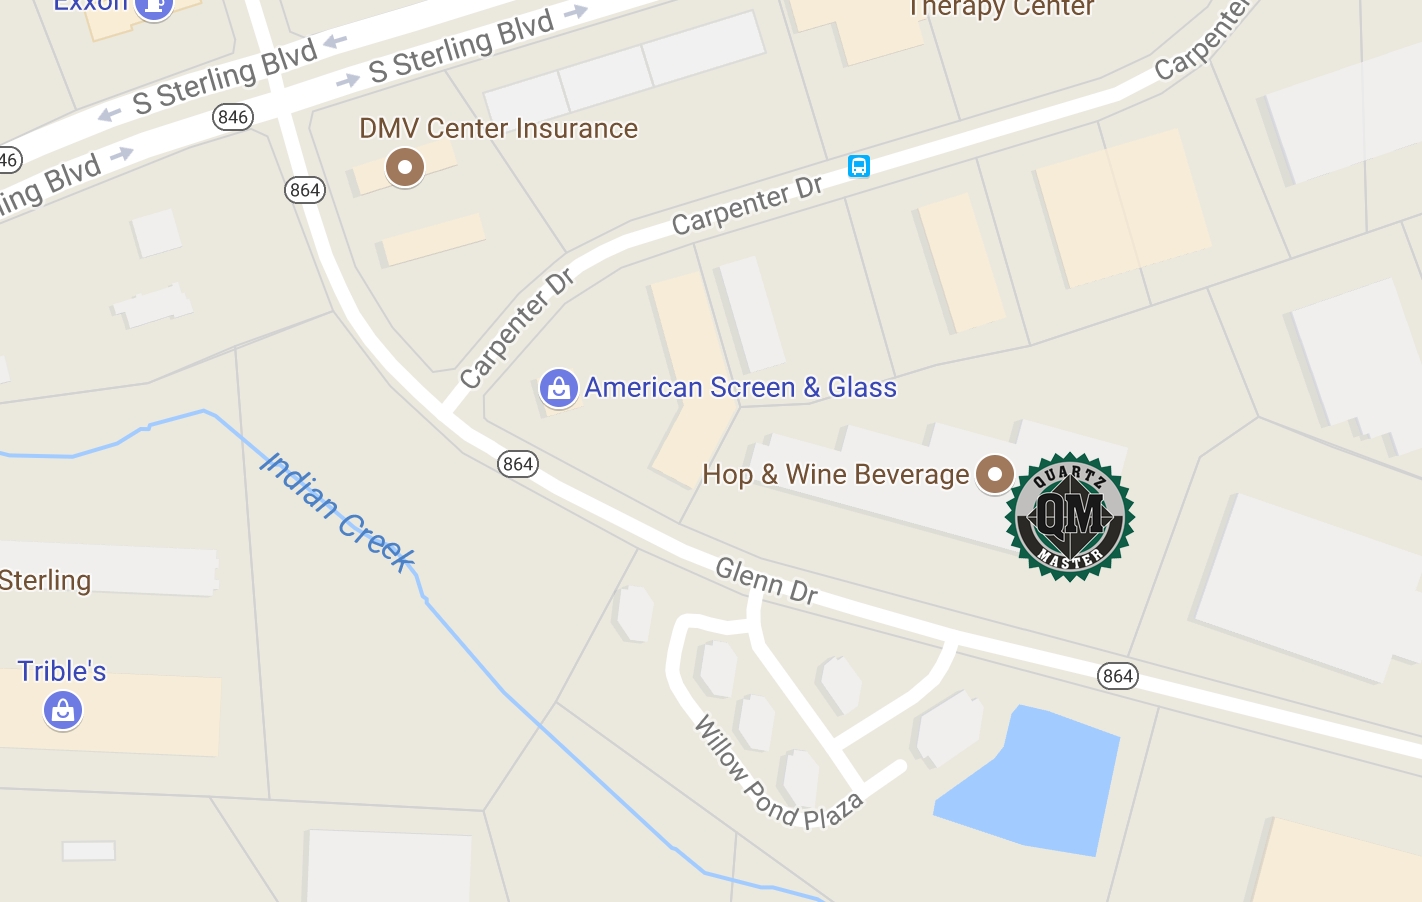 Exxon
Therapy Center
S Sterling Blvd
S Sterling Blvd
Carpenter
846
DMV Center Insurance
46
ling Blvd
864
Carpenter Dr
Carpenter Dr
American Screen & Glass
864
Hop & Wine Beverage
QUARTZ
QM
MASTER
Indian Creek
Sterling
Glenn Dr
Trible's
864
Willow Pond Plaza